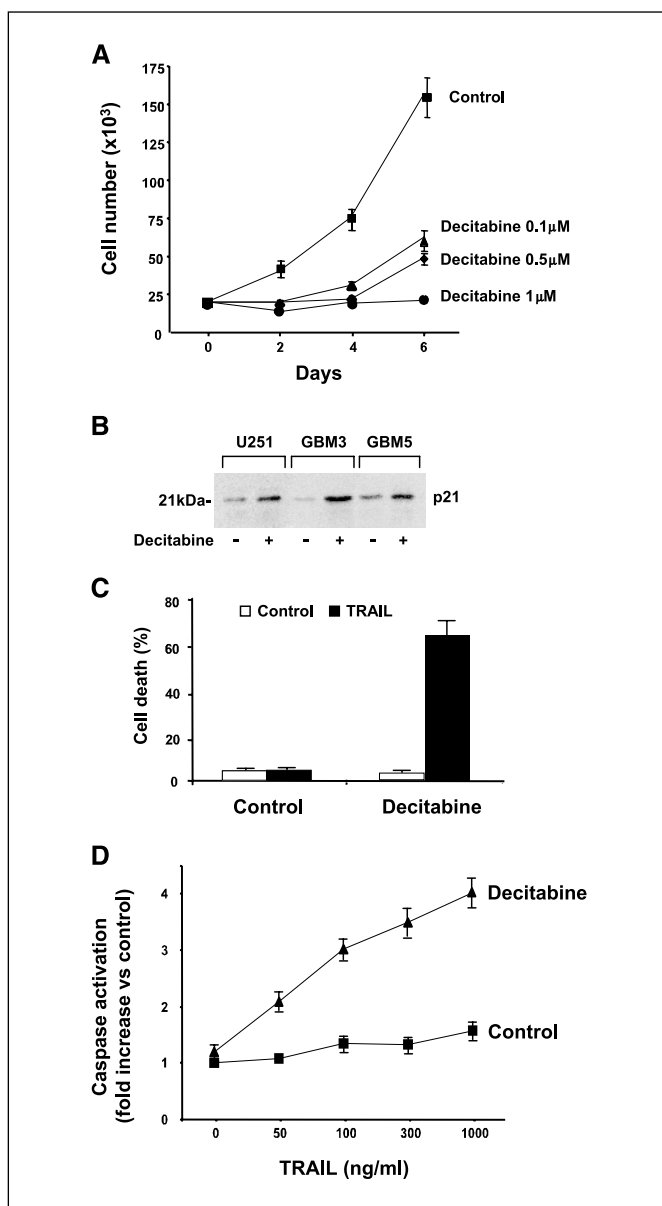 A
Cell number (x10³)
175
150
125
100
75
50
25
0
Control
Decitabine 0.1µM
Decitabine 0.5µM
Decitabine 1µM
0 2 4 6
Days
B
U251 GBM3 GBM5
21kDa- p21
Decitabine - + - + - +
C
Cell death (%)
80
60
40
20
0
Control TRAIL
Control Decitabine
D
Caspase activation
(fold increase vs control)
4
3
2
1
0
Decitabine
Control
0 50 100 300 1000
TRAIL (ng/ml)